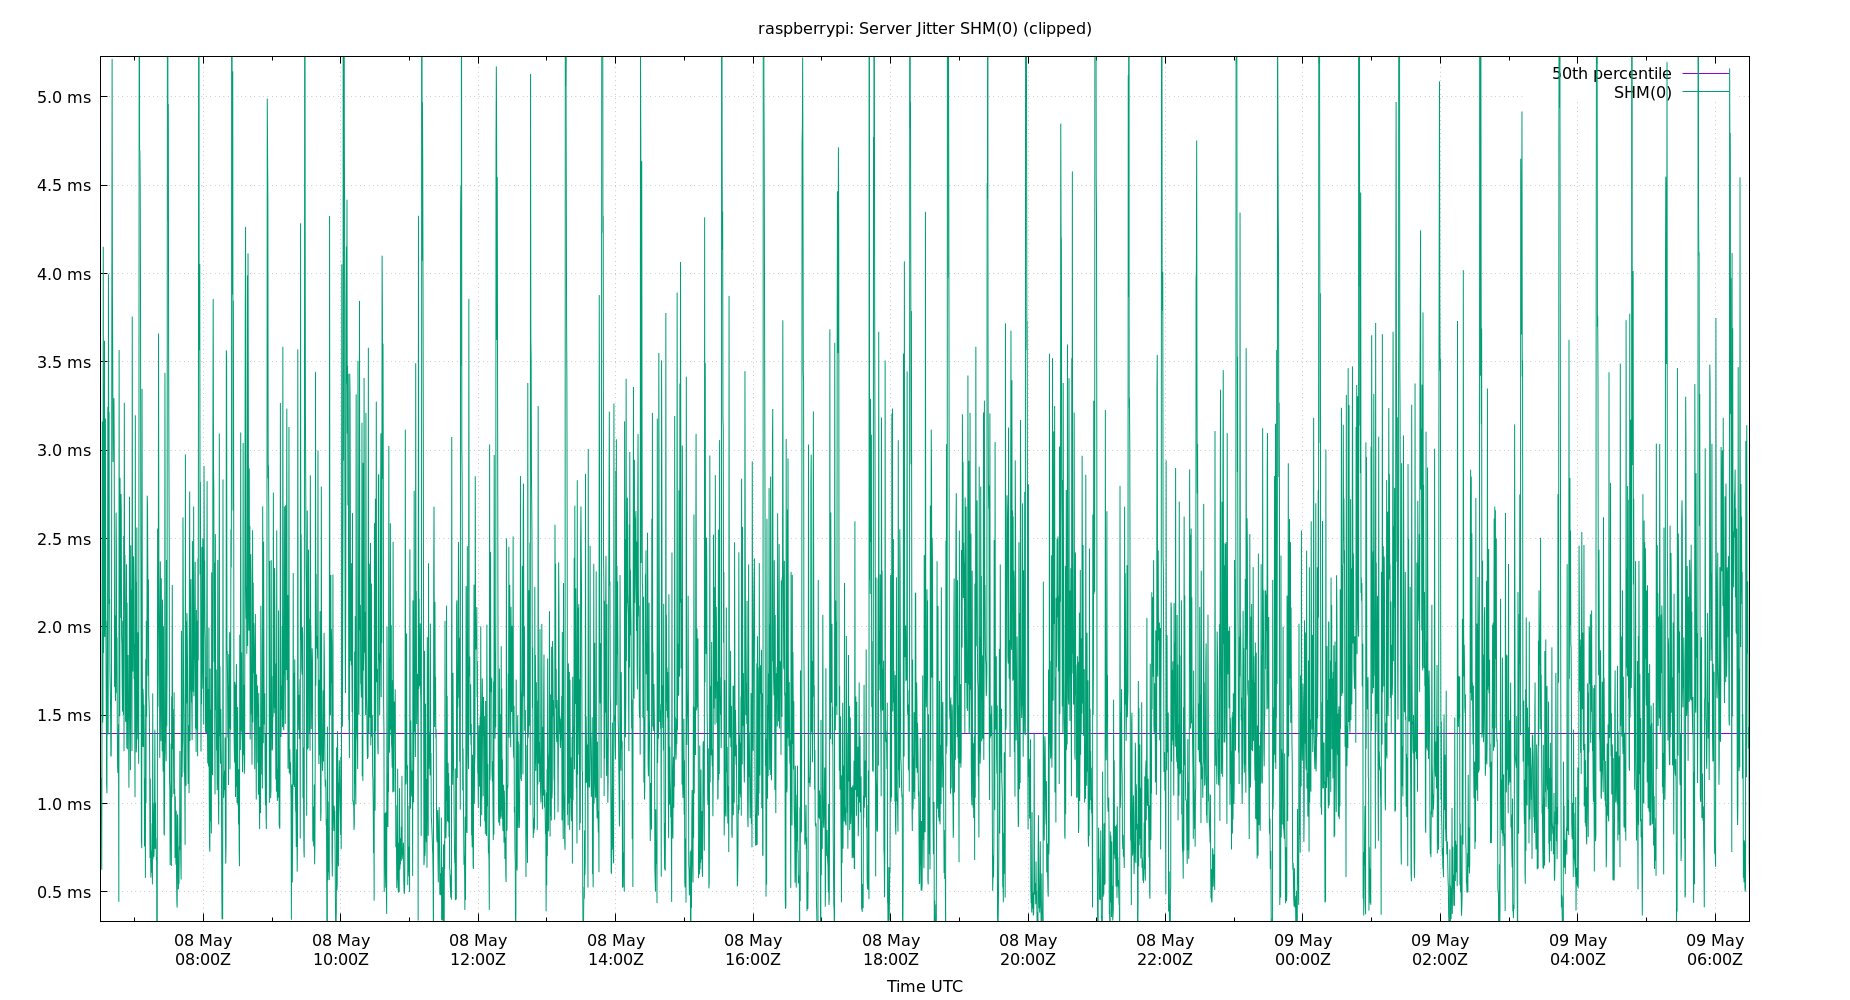 raspberrypi: Server Jitter SHM(0) (clipped)
50th percentile
SHM(0)
5.0 ms
4.5 ms
4.0 ms
3.5 ms
3.0 ms
2.5 ms
2.0 ms
1.5 ms
1.0 ms
0.5 ms
08 May 08 May 08 May 08 May 08 May 08 May 08 May 08 May 09 May 09 May 09 May 09 May
08:00Z 10:00Z 12:00Z 14:00Z 16:00Z 18:00Z 20:00Z 22:00Z 00:00Z 02:00Z 04:00Z 06:00Z
Time UTC